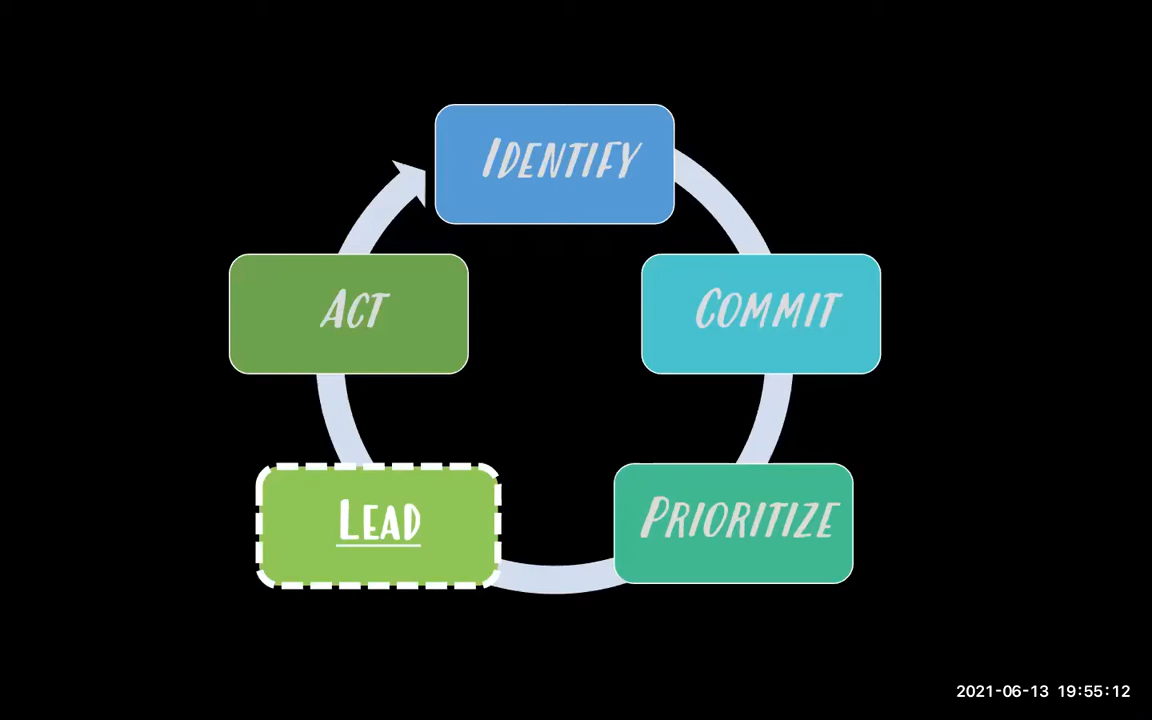 Identify
Commit
Prioritize
Lead
Act
2021-06-13 19:55:12